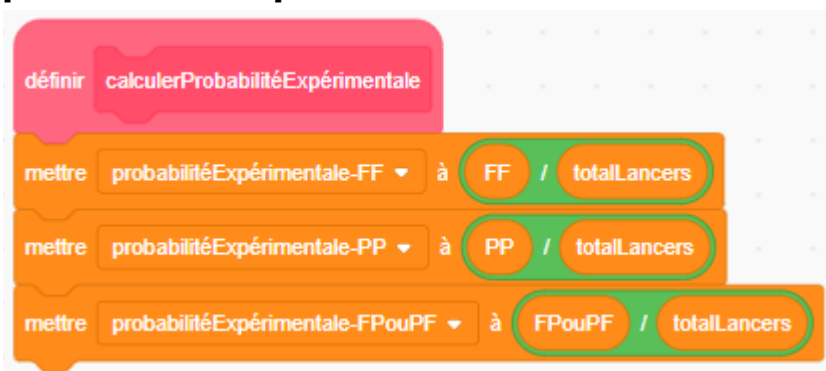 définir calculerProbabilitéExpérimentale
mettre probabilitéExpérimentale-FF à FF / totalLancers
mettre probabilitéExpérimentale-PP à PP / totalLancers
mettre probabilitéExpérimentale-FPouPF à FPouPF / totalLancers